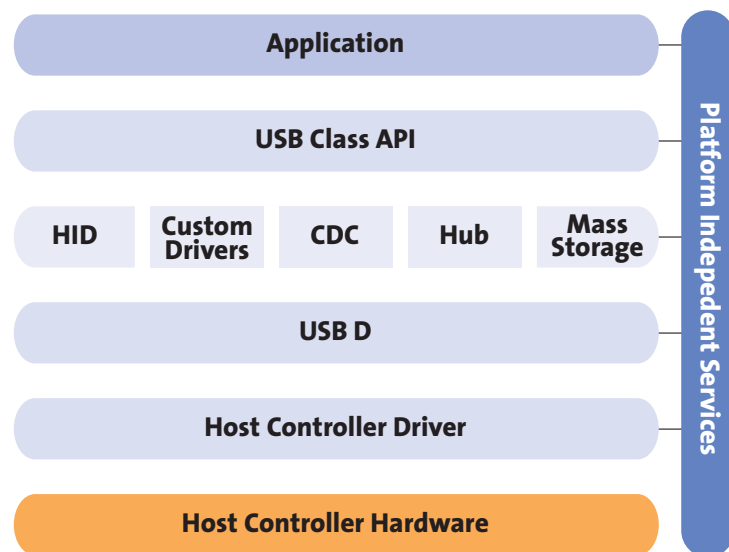 Application
USB Class API
HID
Custom
Drivers
CDC
Hub
Mass
Storage
USB D
Host Controller Driver
Host Controller Hardware
Platform Indepedent Services